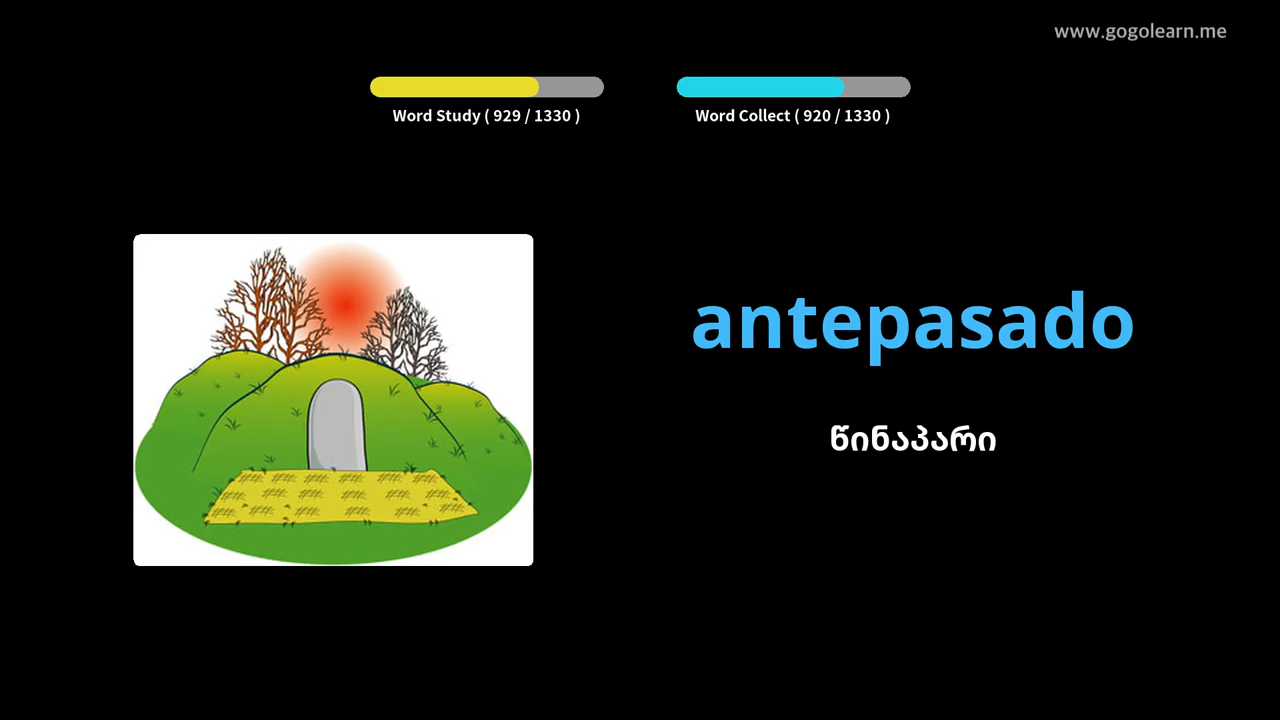 www.gogolearn.me
Word Study ( 929 / 1330 )
Word Collect ( 920 / 1330 )
antepasado
წინაპარი